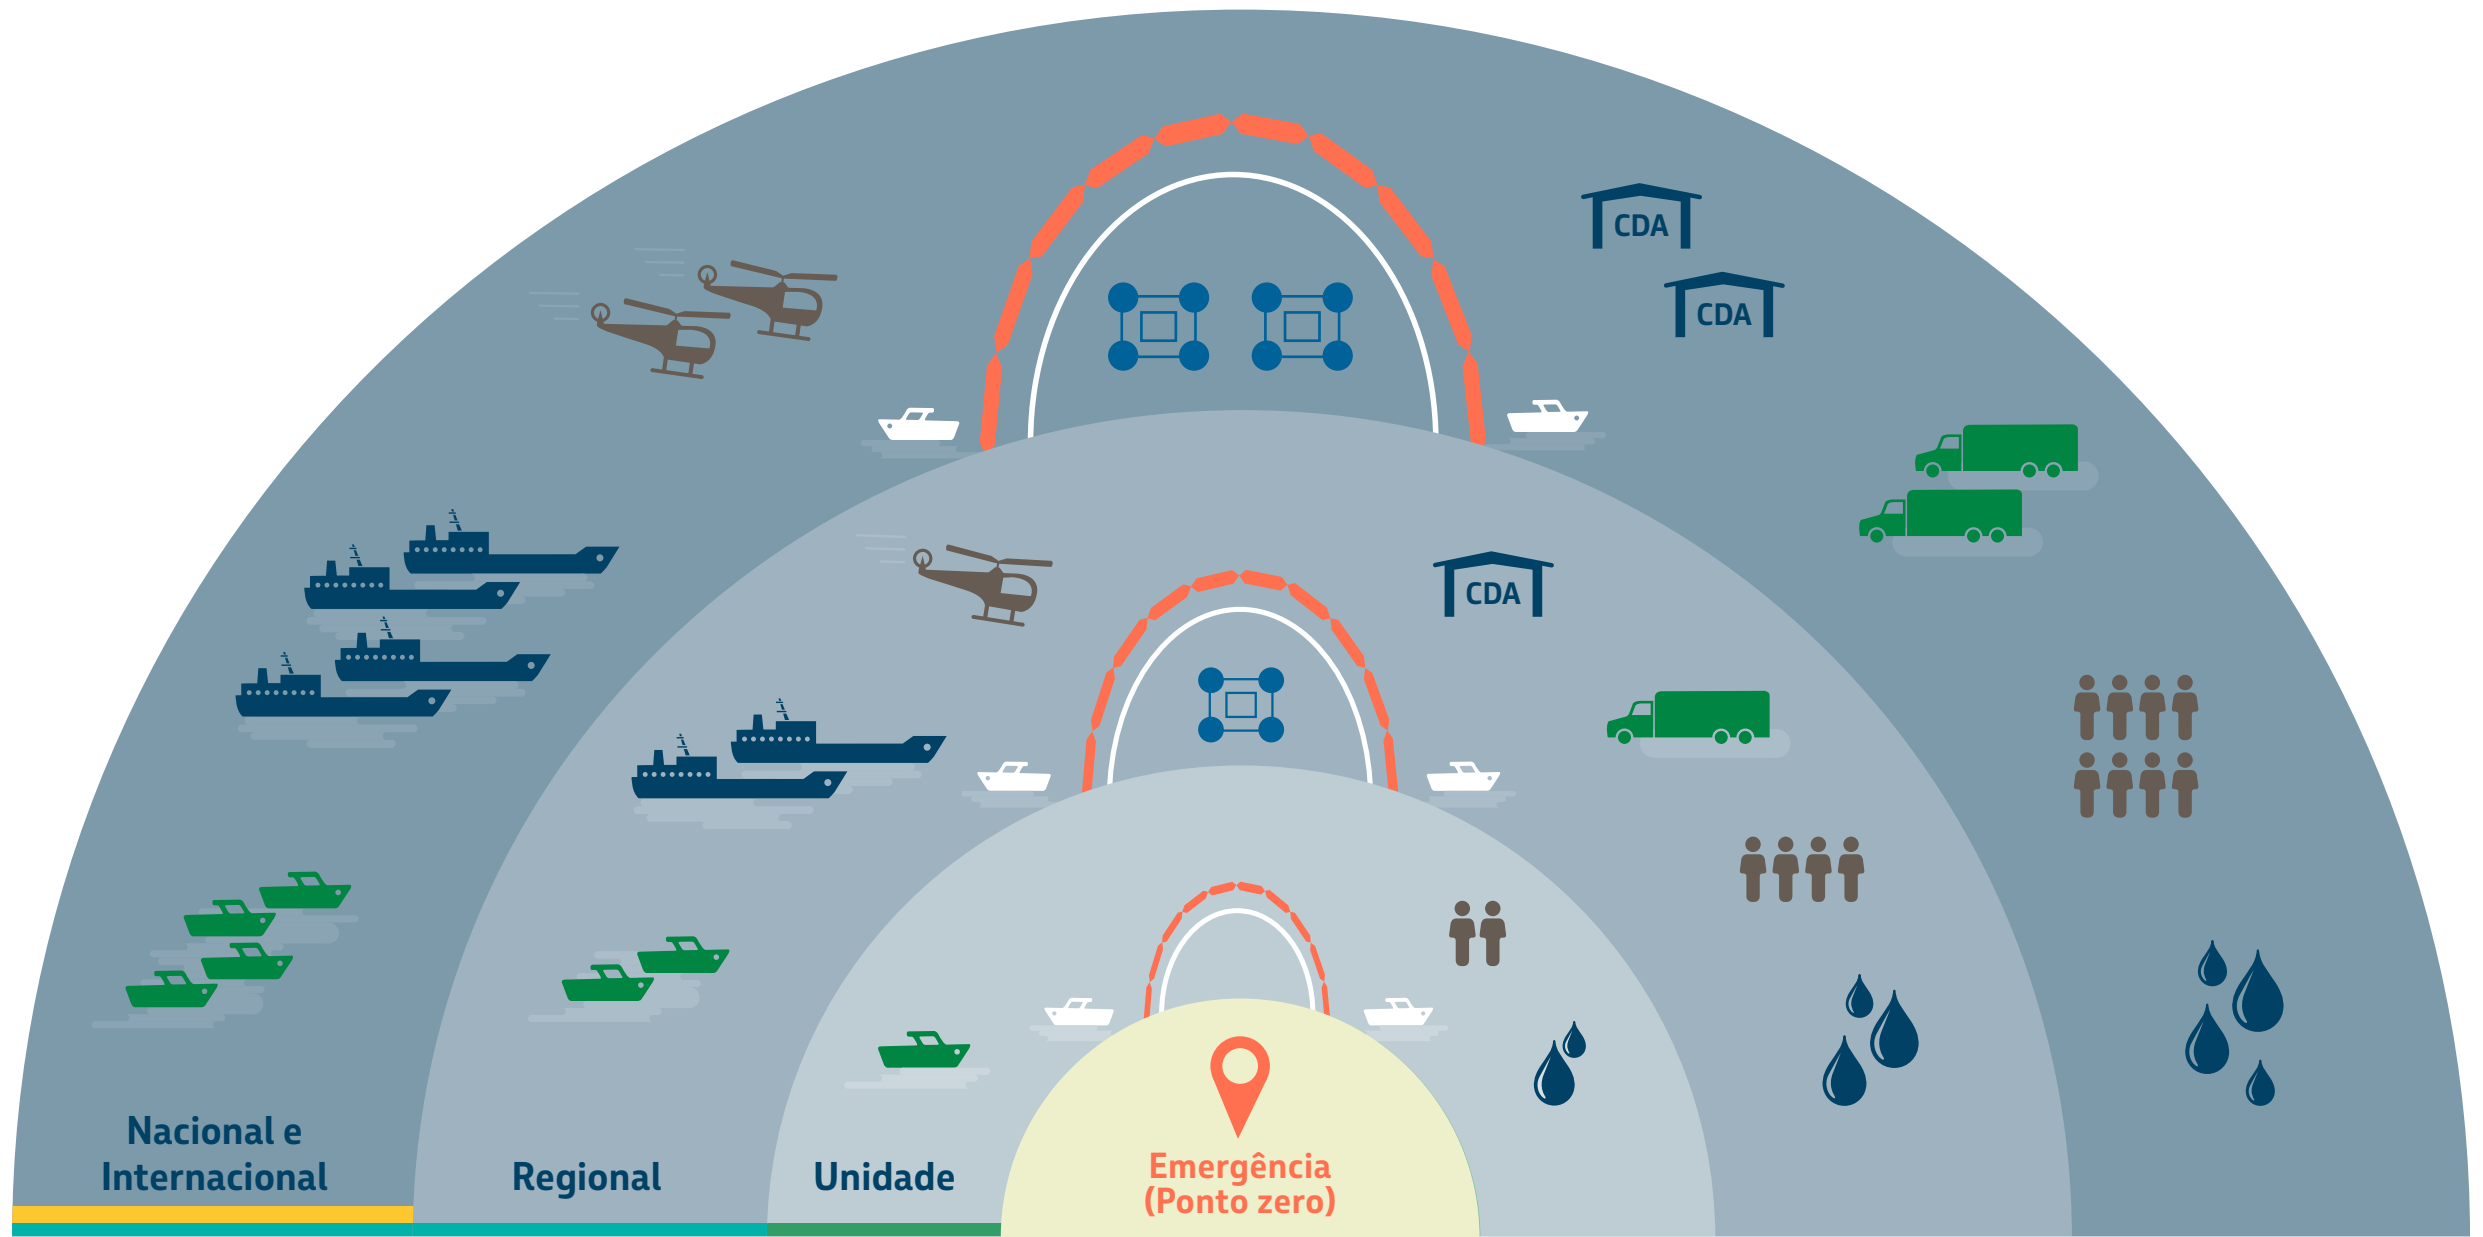 CDA
CDA
CDA
Nacional e
Internacional
Regional
Unidade
Emergência
(Ponto zero)